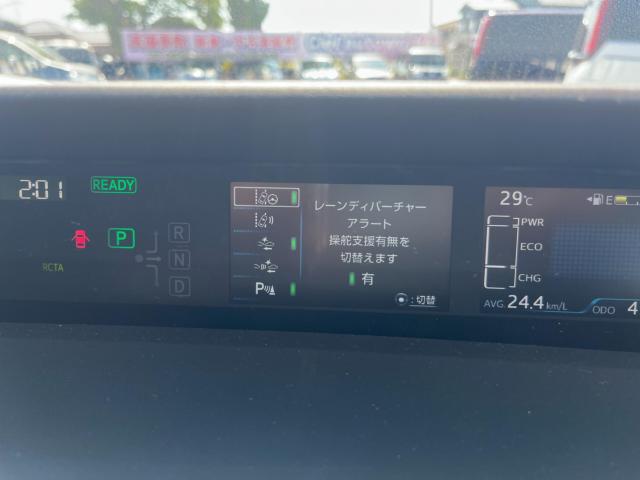 2:01
READY
P
R
N
D
RCTA
レーンディパーチャー
アラート
操舵支援有無を
切替えます
有
:切替
P
29℃
E
PWR
ECO
CHG
AVG. 24.4 km/L
ODO 4